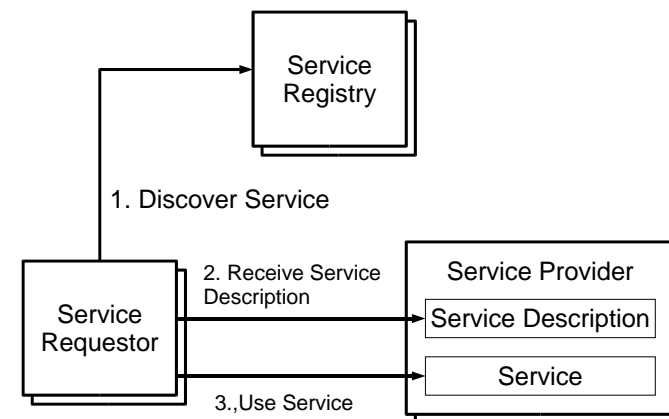 Service
Registry
1. Discover Service
Service
Requestor
2. Receive Service
Description
3.,Use Service
Service Provider
Service Description
Service